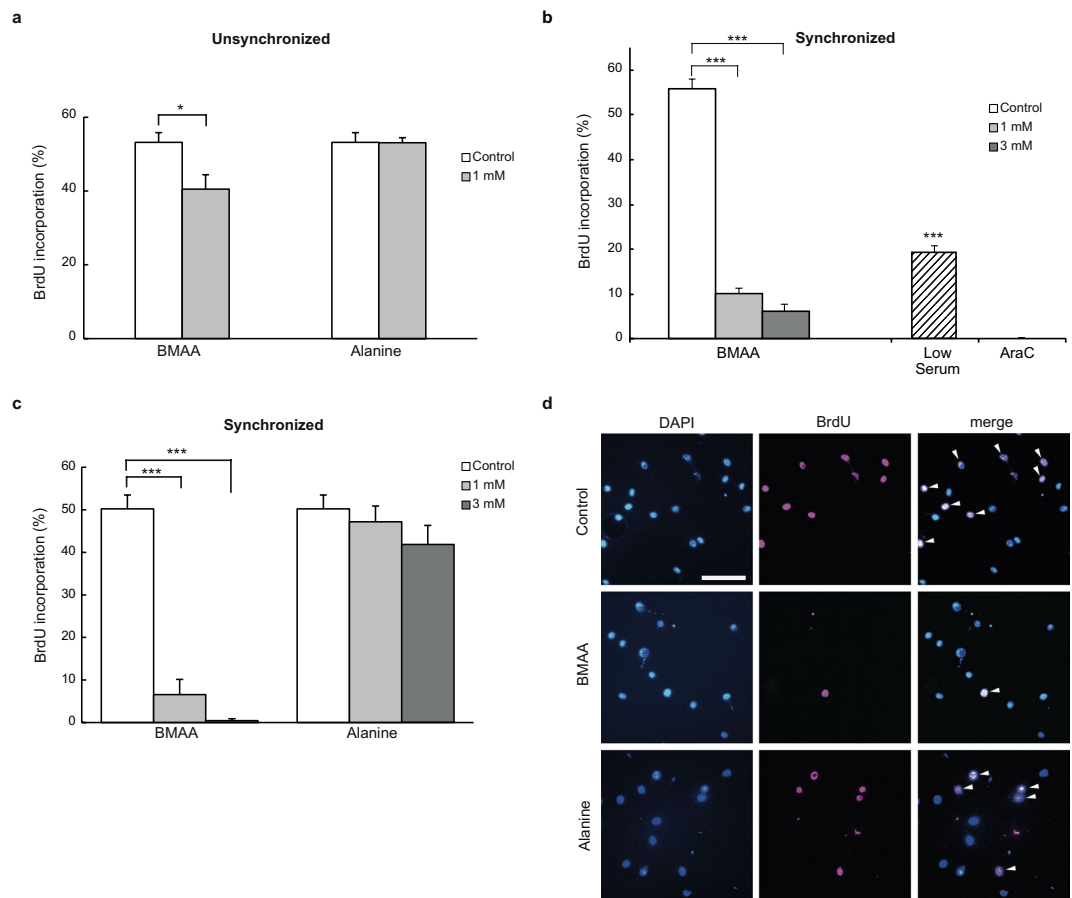 a
Unsynchronized
*
60
40
20
0
BrdU incorporation (%)
BMAA
Alanine
Control
1 mM
b
Synchronized
***
***
***
60
50
40
30
20
10
0
BrdU incorporation (%)
BMAA
Low
Serum
AraC
Control
1 mM
3 mM
c
Synchronized
***
***
60
50
40
30
20
10
0
BrdU incorporation (%)
BMAA
Alanine
Control
1 mM
3 mM
d
DAPI
BrdU
merge
Control
BMAA
Alanine